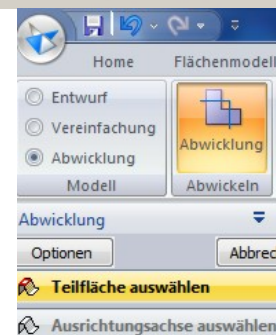 Home Flächenmodell
Entwurf
Vereinfachung
Abwicklung
Abwicklung
Modell Abwickeln
Abwicklung
Optionen Abbrec
Teilfläche auswählen
Ausrichtungsachse auswählen